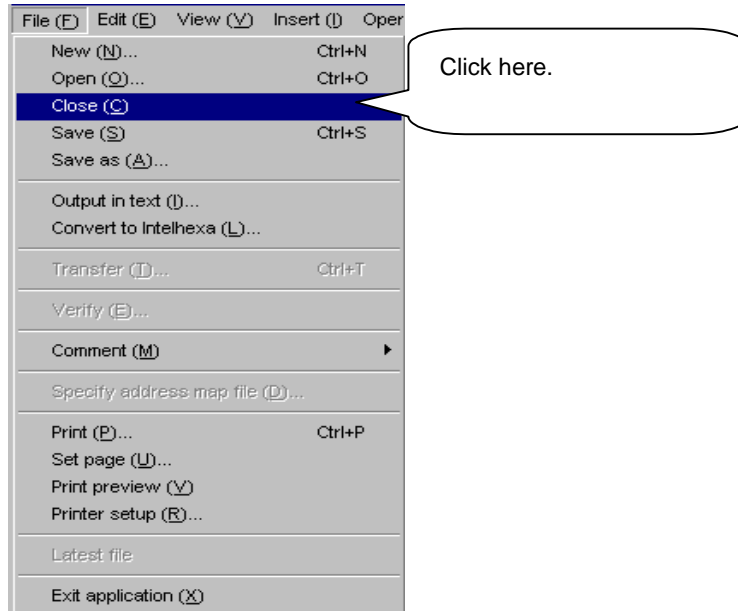 File (F) Edit (E) View (V) Insert (I) Oper
New (N)... Ctrl+N
Open (O)... Ctrl+O
Close (C)
Save (S) Ctrl+S
Save as (A)...
Output in text (I)...
Convert to Intelhexa (L)...
Transfer (T)... Ctrl+T
Verify (E)...
Comment (M)
Specify address map file (D)...
Print (P)... Ctrl+P
Set page (U)...
Print preview (V)
Printer setup (R)...
Latest file
Exit application (X)
Click here.